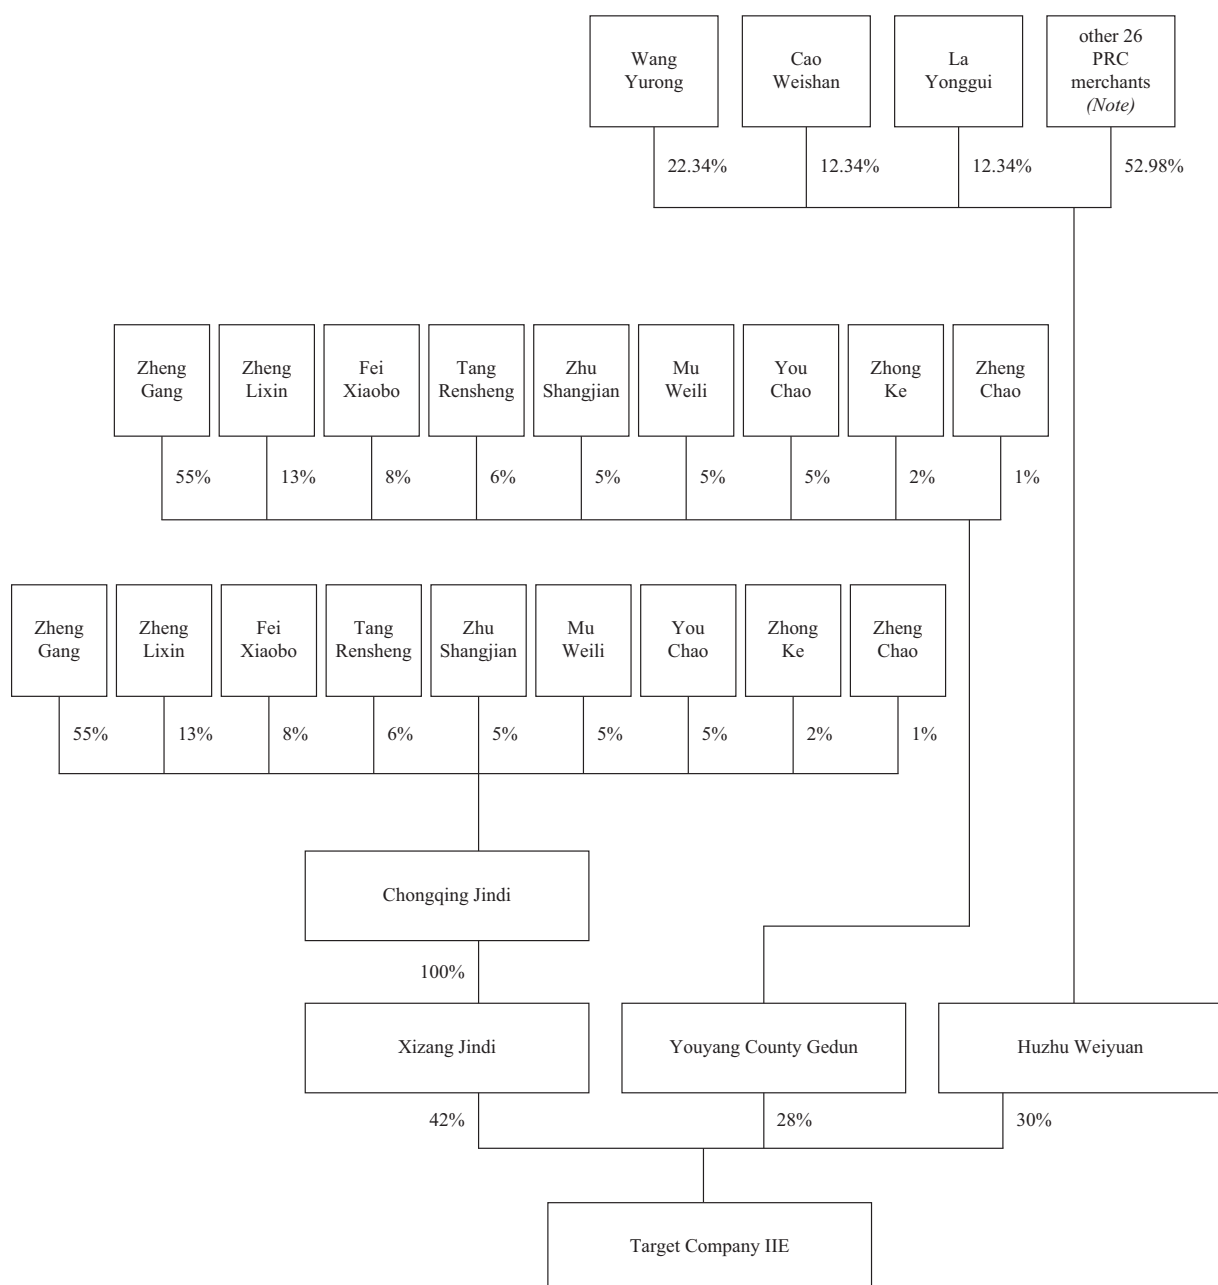 Wang
Yurong
Cao
Weishan
La
Yonggui
other 26
PRC
merchants
(Note)
22.34%
12.34%
12.34%
52.98%
Zheng
Gang
Zheng
Lixin
Fei
Xiaobo
Tang
Rensheng
Zhu
Shangjian
Mu
Weili
You
Chao
Zhong
Ke
Zheng
Chao
55%
13%
8%
6%
5%
5%
5%
2%
1%
Zheng
Gang
Zheng
Lixin
Fei
Xiaobo
Tang
Rensheng
Zhu
Shangjian
Mu
Weili
You
Chao
Zhong
Ke
Zheng
Chao
55%
13%
8%
6%
5%
5%
5%
2%
1%
Chongqing Jindi
100%
Xizang Jindi
Youyang County Gedun
Huzhu Weiyuan
42%
28%
30%
Target Company IIE